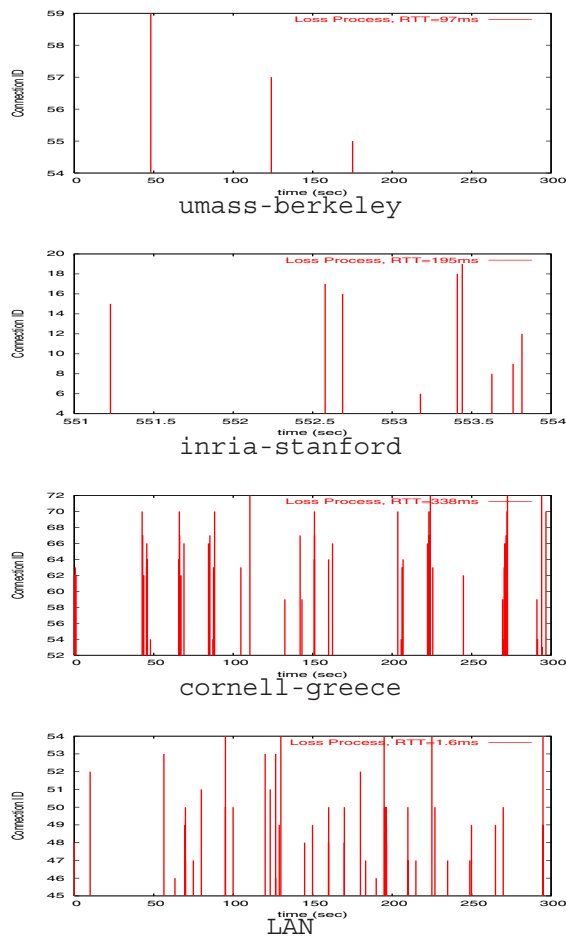 59
58
57
56
55
54
Connection ID
Loss Process, RTT=97ms
0 50 100 150 200 250 300
time (sec)
umass-berkeley
20
18
16
14
12
10
8
6
4
Connection ID
Loss Process, RTT=195ms
551 551.5 552 552.5 553 553.5 554
time (sec)
inria-stanford
72
70
68
66
64
62
60
58
56
54
52
Connection ID
Loss Process, RTT=338ms
0 50 100 150 200 250 300
time (sec)
cornell-greece
54
53
52
51
50
49
48
47
46
45
Connection ID
Loss Process, RTT=1.6ms
0 50 100 150 200 250 300
time (sec)
LAN